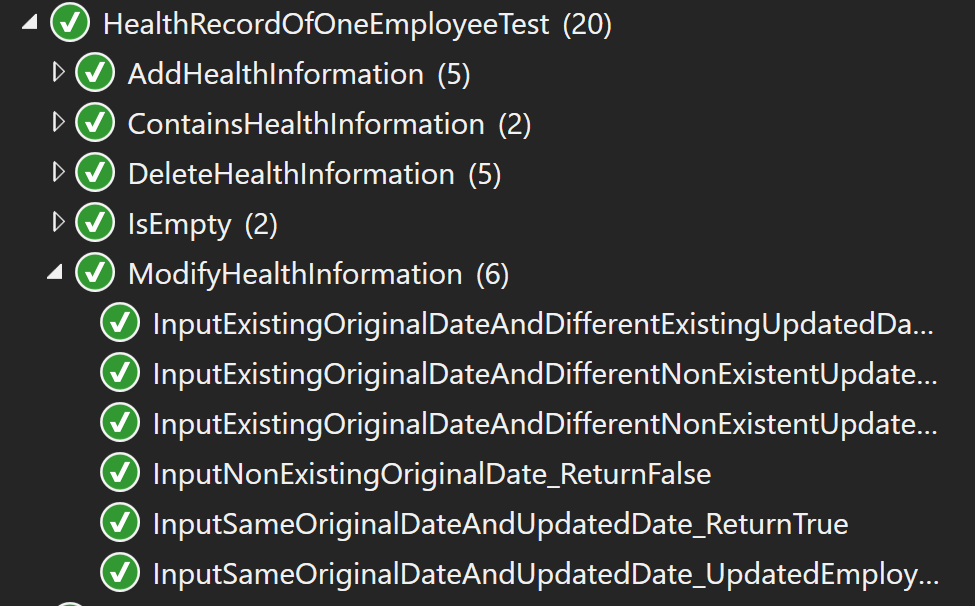 HealthRecordOfOneEmployeeTest (20)
AddHealthInformation (5)
ContainsHealthInformation (2)
DeleteHealthInformation (5)
IsEmpty (2)
ModifyHealthInformation (6)
InputExistingOriginalDateAndDifferentExistingUpdatedDa...
InputExistingOriginalDateAndDifferentNonExistentUpdate...
InputExistingOriginalDateAndDifferentNonExistentUpdate...
InputNonExistingOriginalDate_ReturnFalse
InputSameOriginalDateAndUpdatedDate_ReturnTrue
InputSameOriginalDateAndUpdatedDate_UpdatedEmploy...